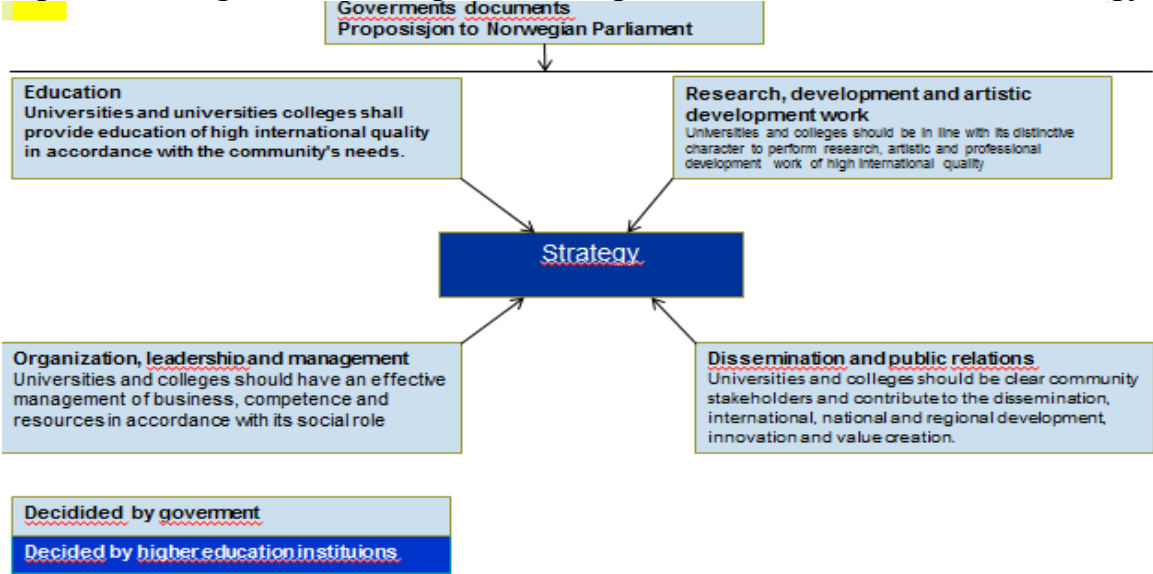 Goverments documents
Proposisjon to Norwegian Parliament
Education
Universities and universities colleges shall
provide education of high international quality
in accordance with the community's needs.
Research, development and artistic
development work
Universities and colleges should be in line with its distinctive
character to perform research, artistic and professional
development work of high international quality
Strategy
Organization, leadership and management
Universities and colleges should have an effective
management of business, competence and
resources in accordance with its social role
Dissemination and public relations
Universities and colleges should be clear community
stakeholders and contribute to the dissemination,
international, national and regional development,
innovation and value creation.
Decidided by goverment
Decided by higher education instituions